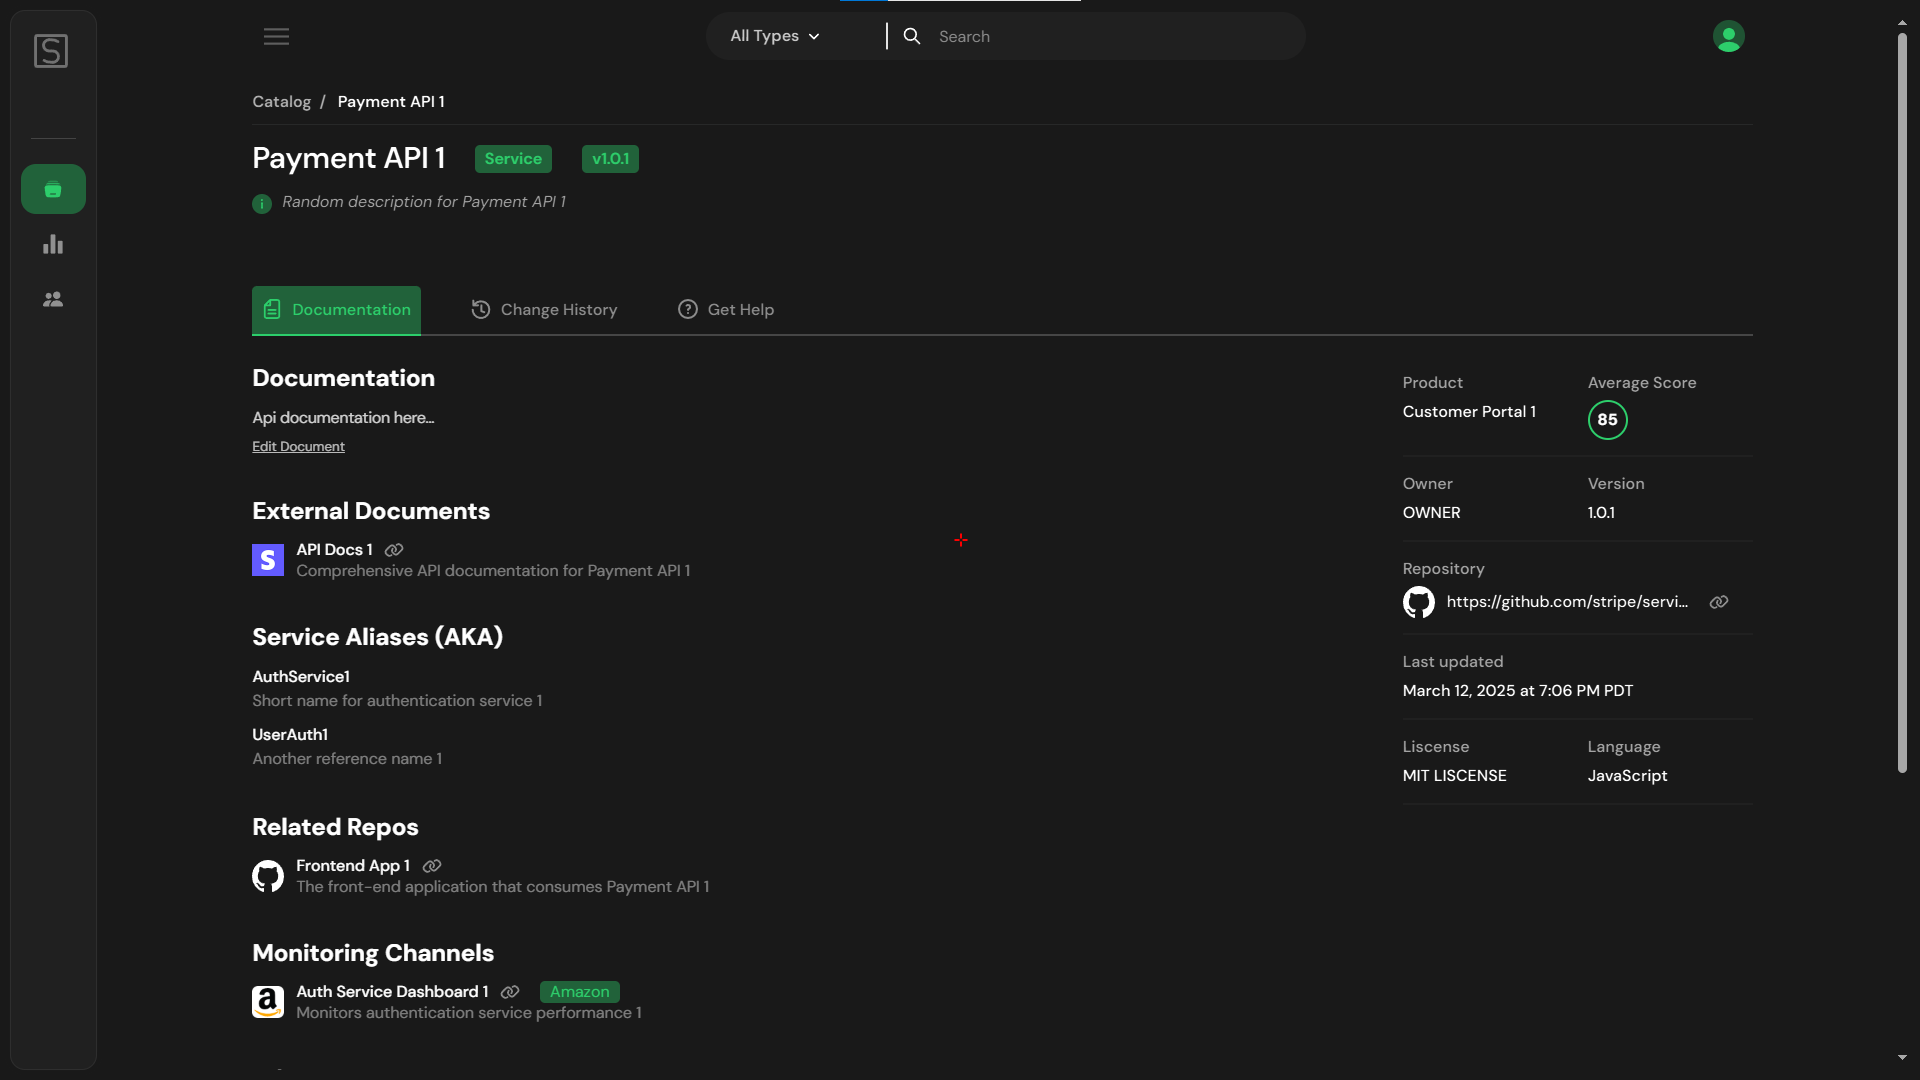 S
All Types
Search
Catalog / Payment API 1
Payment API 1 Service v1.0.1
Random description for Payment API 1
Documentation Change History Get Help
Documentation
Api documentation here...
Edit Document
External Documents
S API Docs 1
Comprehensive API documentation for Payment API 1
Service Aliases (AKA)
AuthService1
Short name for authentication service 1
UserAuth1
Another reference name 1
Related Repos
Frontend App 1
The front-end application that consumes Payment API 1
Monitoring Channels
a Auth Service Dashboard 1 Amazon
Monitors authentication service performance 1
Product Average Score
Customer Portal 1 85
Owner Version
OWNER 1.0.1
Repository
https://github.com/stripe/servi...
Last updated
March 12, 2025 at 7:06 PM PDT
Liscense Language
MIT LISCENSE JavaScript